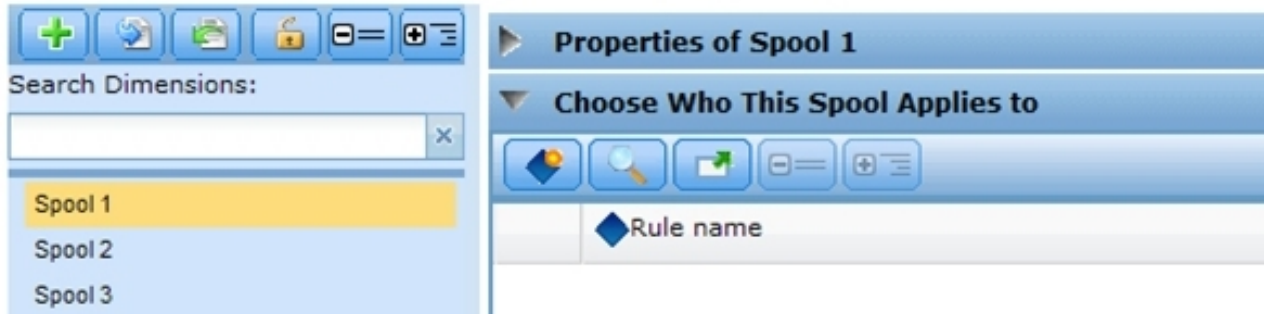 Search Dimensions:
Spool 1
Spool 2
Spool 3
Properties of Spool 1
Choose Who This Spool Applies to
Rule name